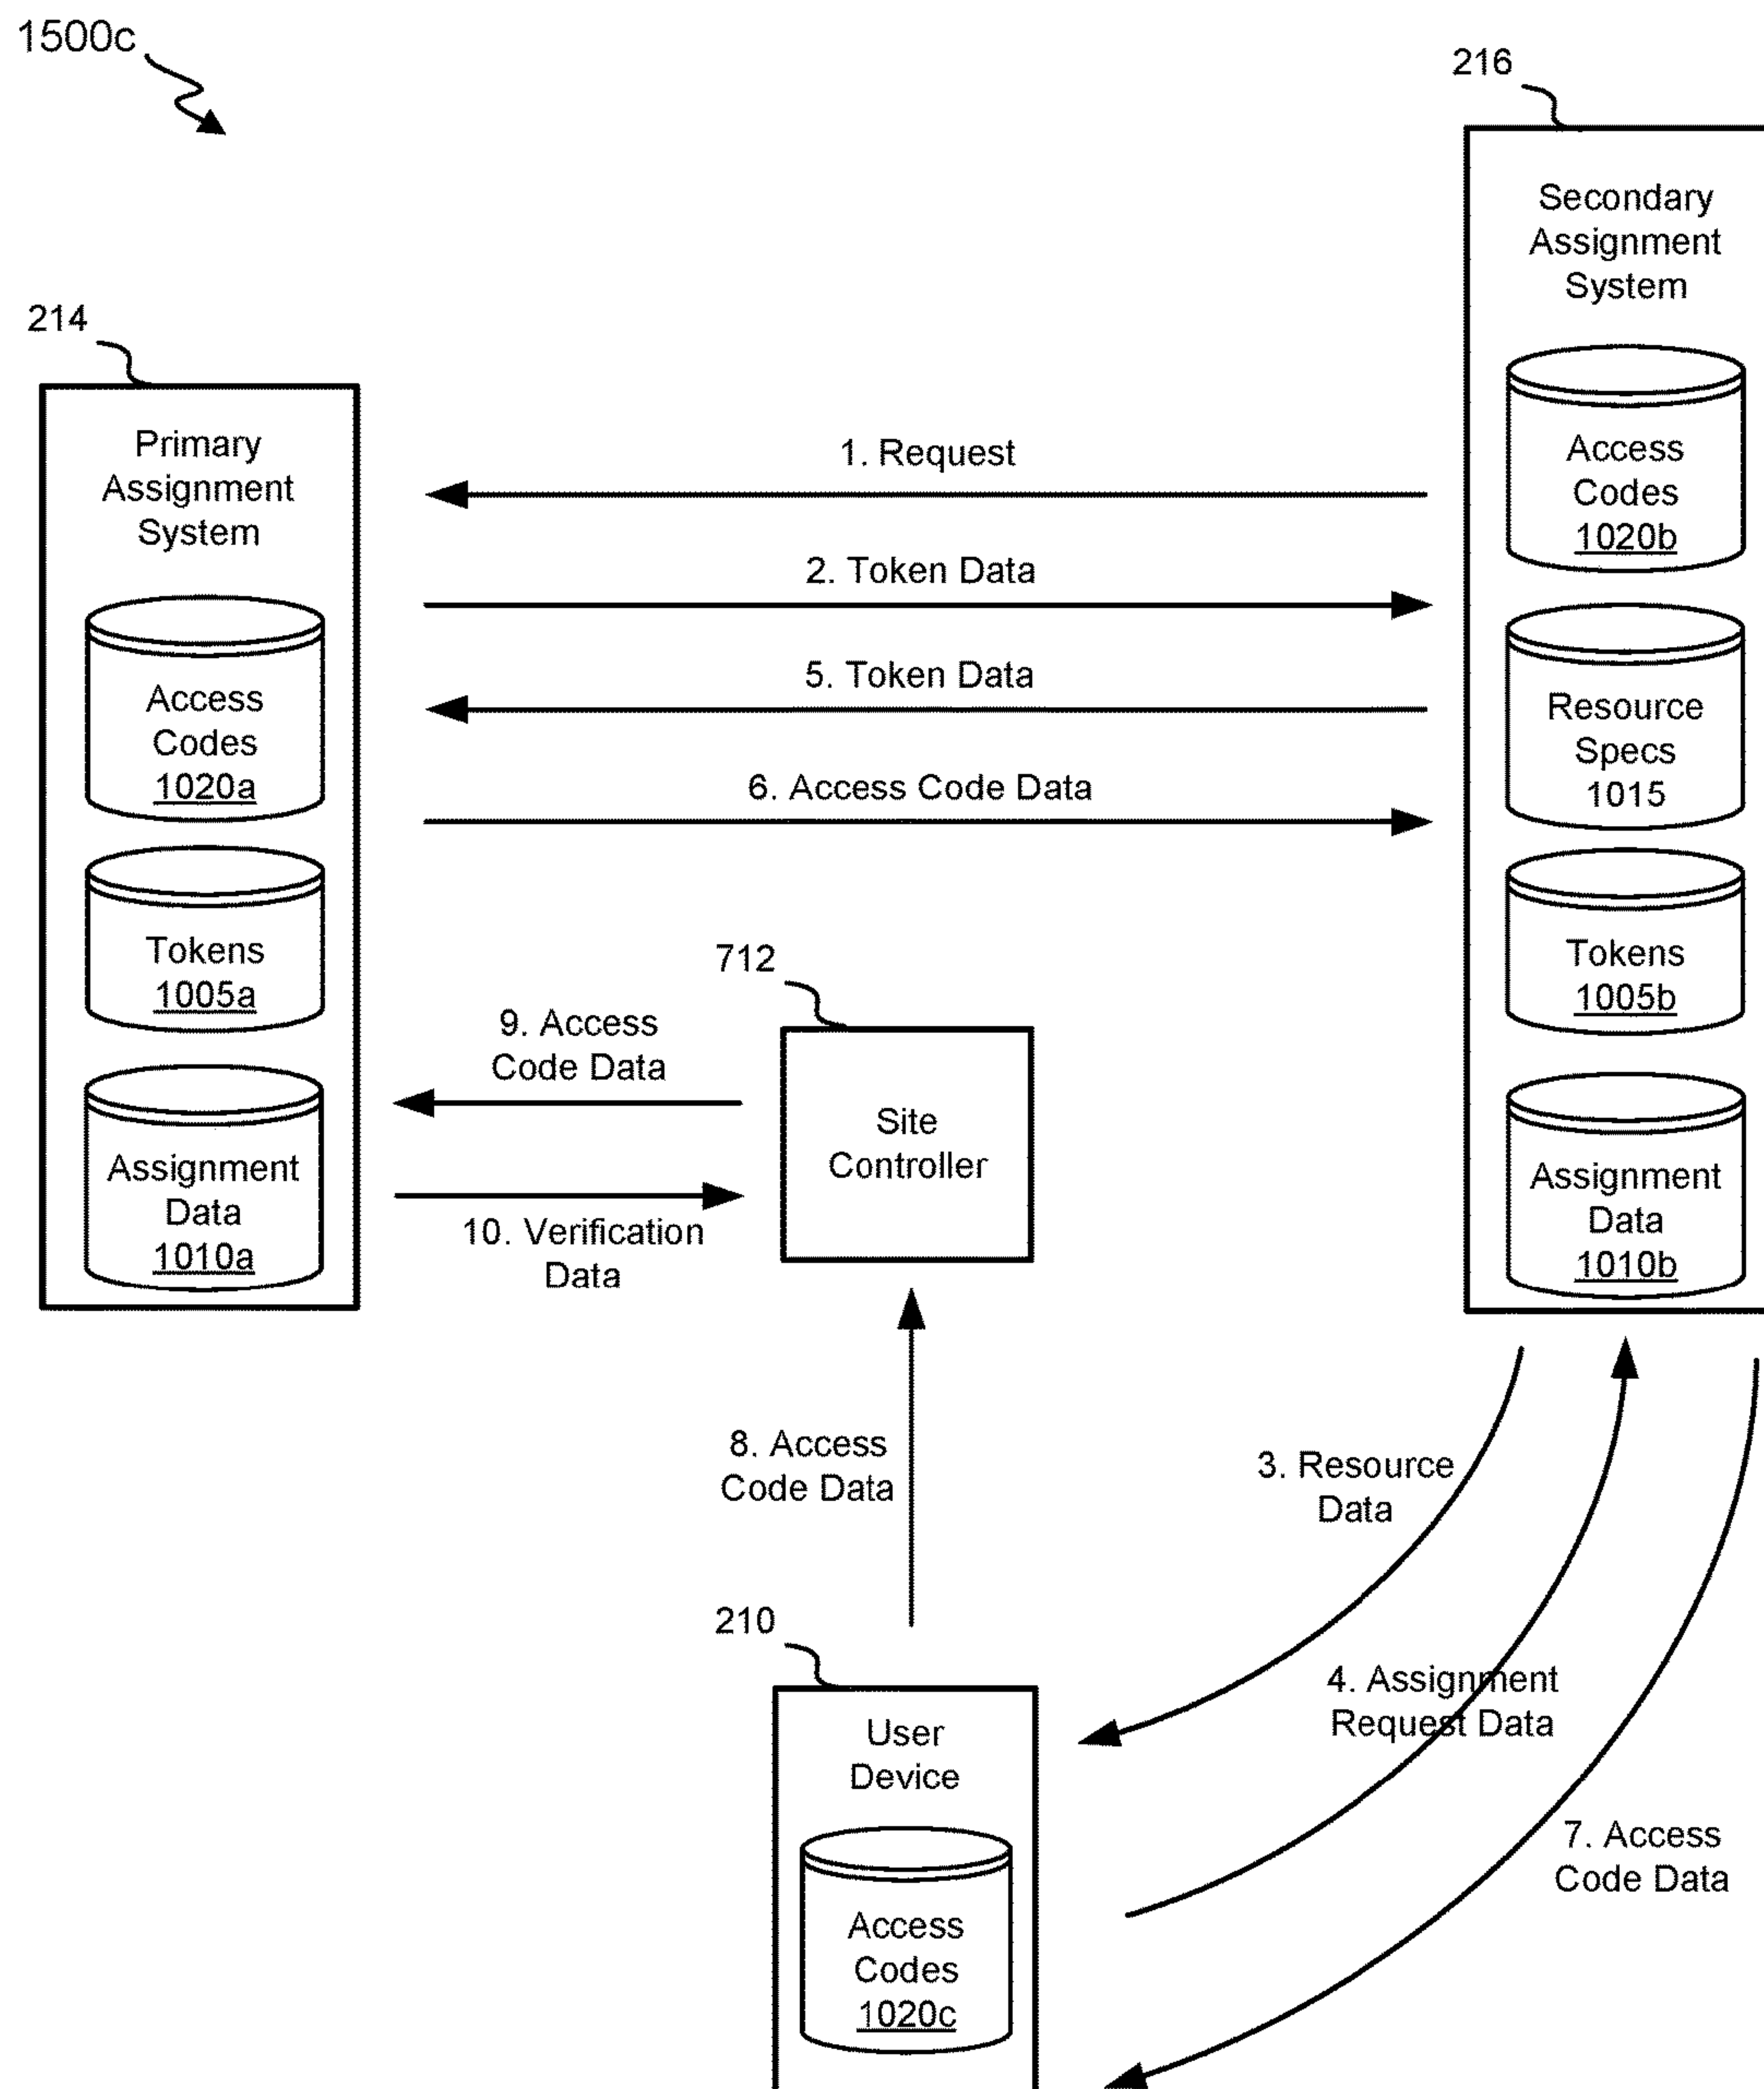 1500c
216
Secondary
Assignment
System
214
Primary
Assignment
System
Access
Codes
1020b
1. Request
2. Token Data
5. Token Data
6. Access Code Data
Access
Codes
1020a
Resource
Specs
1015
Tokens
1005a
Tokens
1005b
712
9. Access
Code Data
Site
Controller
10. Verification
Data
Assignment
Data
1010a
Assignment
Data
1010b
8. Access
Code Data
3. Resource
Data
210
4. Assignment
Request Data
User
Device
7. Access
Code Data
Access
Codes
1020c